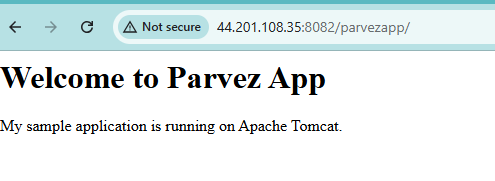 Not secure 44.201.108.35:8082/parvezapp/
Welcome to Parvez App
My sample application is running on Apache Tomcat.